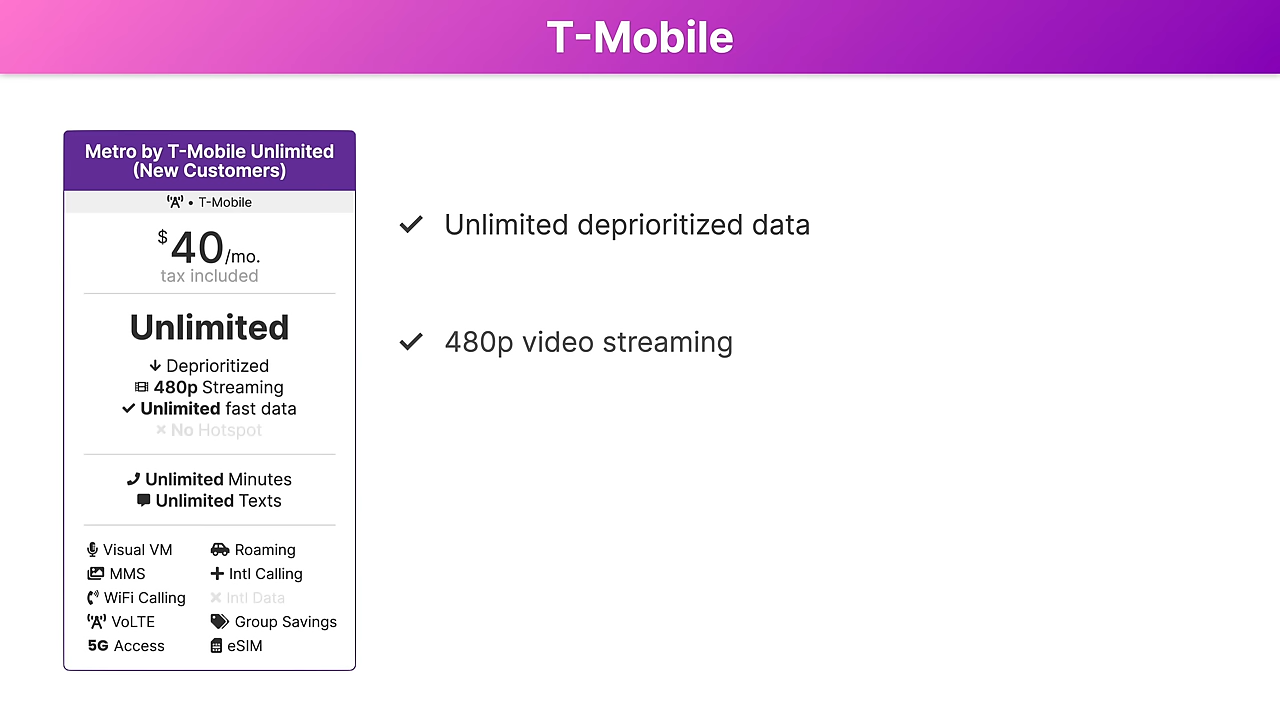 T-Mobile
Metro by T-Mobile Unlimited
(New Customers)
• T-Mobile
$40/mo.
tax included
Unlimited
Deprioritized
480p Streaming
Unlimited fast data
No Hotspot
Unlimited Minutes
Unlimited Texts
Visual VM
Roaming
MMS
Intl Calling
WiFi Calling
Intl Data
VoLTE
Group Savings
5G Access
eSIM
Unlimited deprioritized data
480p video streaming